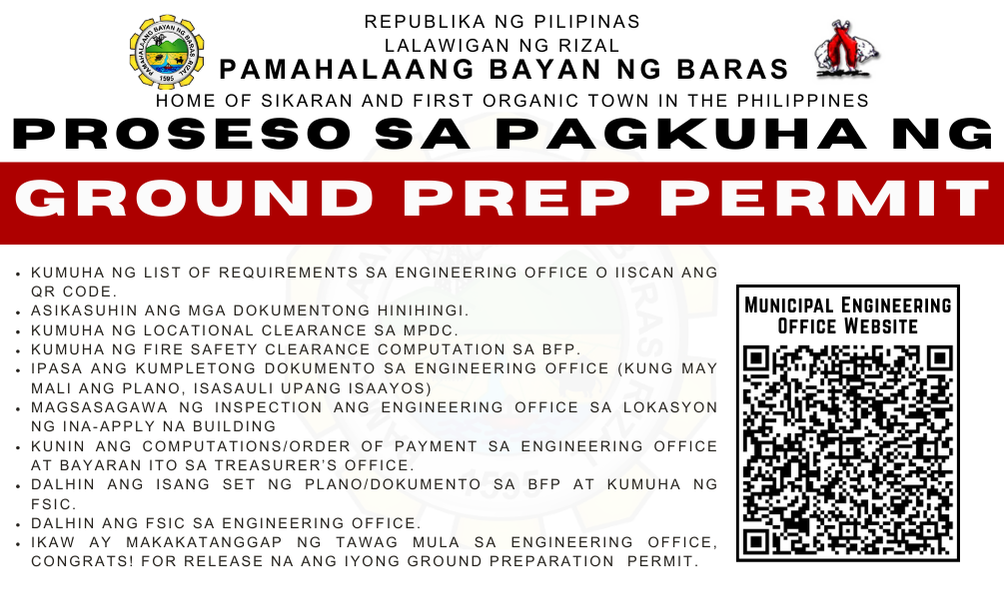 REPUBLIKA NG PILIPINAS
LALAWIGAN NG RIZAL
PAMAHALAANG BAYAN NG BARAS
HOME OF SIKARAN AND FIRST ORGANIC TOWN IN THE PHILIPPINES
PAMAHALAANG BAYAN NG BARAS RIZAL
1595
PROSESO SA PAGKUHA NG
GROUND PREP PERMIT
• KUMUHA NG LIST OF REQUIREMENTS SA ENGINEERING OFFICE O IISCAN ANG
QR CODE.
• ASIKASUHIN ANG MGA DOKUMENTONG HINIHINGI.
• KUMUHA NG LOCATIONAL CLEARANCE SA MPDC.
• KUMUHA NG FIRE SAFETY CLEARANCE COMPUTATION SA BFP.
• IPASA ANG KUMPLETONG DOKUMENTO SA ENGINEERING OFFICE (KUNG MAY
MALI ANG PLANO, ISASAULI UPANG ISAAYOS)
• MAGSASAGAWA NG INSPECTION ANG ENGINEERING OFFICE SA LOKASYON
NG INA-APPLY NA BUILDING
• KUNIN ANG COMPUTATIONS/ORDER OF PAYMENT SA ENGINEERING OFFICE
AT BAYARAN ITO SA TREASURER'S OFFICE.
• DALHIN ANG ISANG SET NG PLANO/DOKUMENTO SA BFP AT KUMUHA NG
FSIC.
• DALHIN ANG FSIC SA ENGINEERING OFFICE.
• IKAW AY MAKAKATANGGAP NG TAWAG MULA SA ENGINEERING OFFICE,
CONGRATS! FOR RELEASE NA ANG IYONG GROUND PREPARATION PERMIT.
MUNICIPAL ENGINEERING
OFFICE WEBSITE